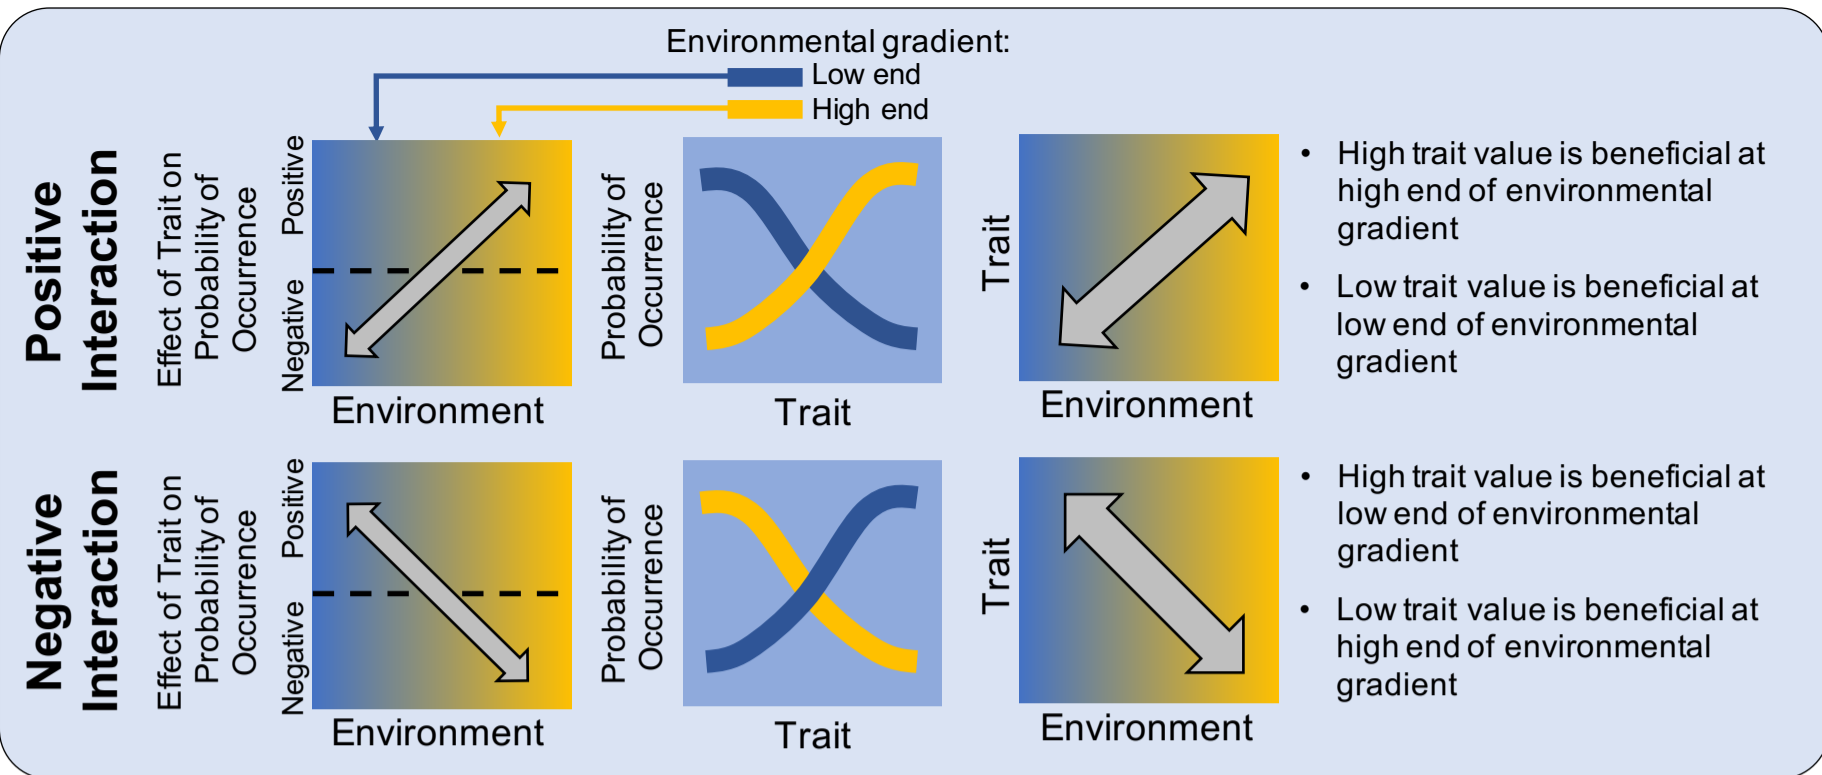 Environmental gradient:
Low end
High end
Positive
Interaction
Effect of Trait on
Probability of
Occurrence
Negative Positive
Environment
Probability of
Occurrence
Trait
Trait
Environment
• High trait value is beneficial at
high end of environmental
gradient
• Low trait value is beneficial at
low end of environmental
gradient
Negative
Interaction
Effect of Trait on
Probability of
Occurrence
Negative Positive
Environment
Probability of
Occurrence
Trait
Trait
Environment
• High trait value is beneficial at
low end of environmental
gradient
• Low trait value is beneficial at
high end of environmental
gradient